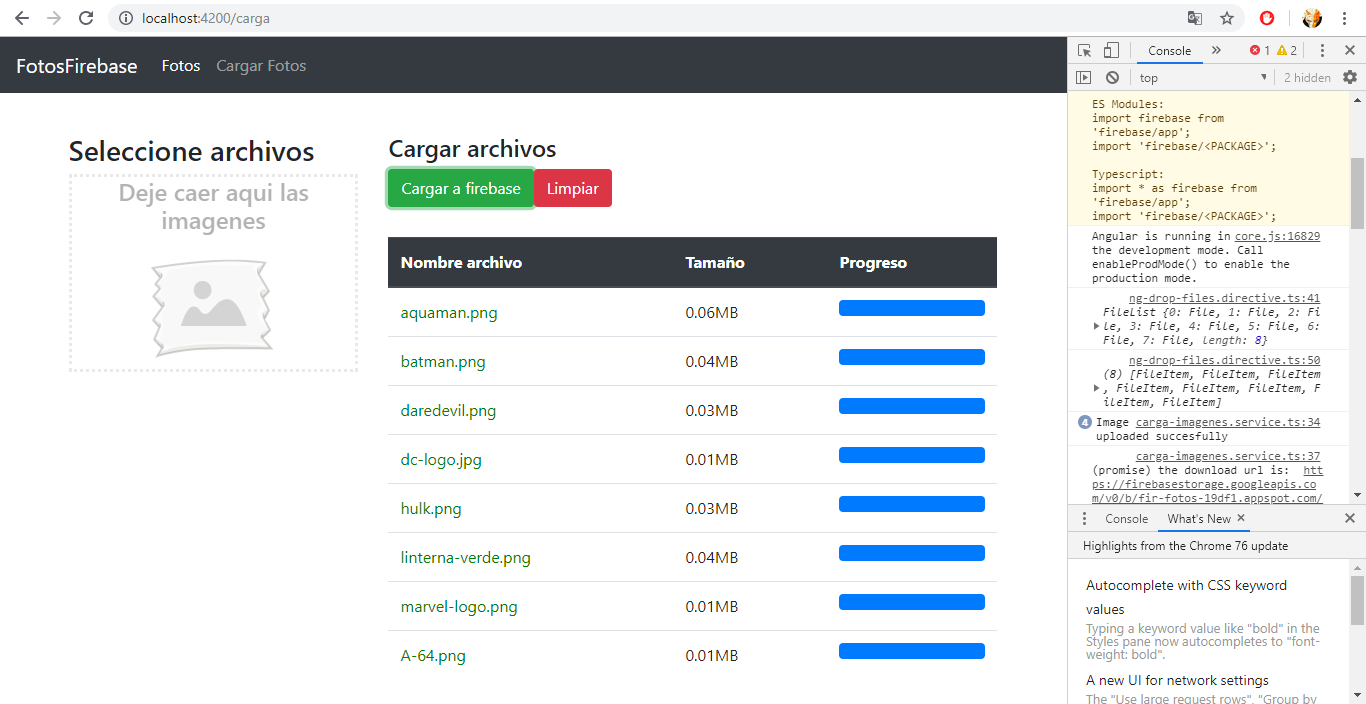 localhost:4200/carga
FotosFirebase Fotos Cargar Fotos
Seleccione archivos
Deje caer aqui las
imagenes
Cargar archivos
Cargar a firebase Limpiar
Nombre archivo Tamaño Progreso
aquaman.png 0.06MB
batman.png 0.04MB
daredevil.png 0.03MB
dc-logo.jpg 0.01MB
hulk.png 0.03MB
linterna-verde.png 0.04MB
marvel-logo.png 0.01MB
A-64.png 0.01MB
Console 1 2
top 2 hidden
ES Modules:
import firebase from
'firebase/app';
import 'firebase/<PACKAGE>';
Typescript:
import * as firebase from
'firebase/app';
import 'firebase/<PACKAGE>';
Angular is running in core.js:16829
the development mode. Call
enableProdMode() to enable the
production mode.
ng-drop-files.directive.ts:41
FileList {0: File, 1: File, 2: Fi
le, 3: File, 4: File, 5: File, 6:
File, 7: File, length: 8}
ng-drop-files.directive.ts:50
(8) [FileItem, FileItem, FileItem
, FileItem, FileItem, FileItem, F
ileItem, FileItem]
4 Image carga-imagenes.service.ts:34
uploaded succesfully
carga-imagenes.service.ts:37
(promise) the download url is: htt
ps://firebasestorage.googleapis.co
m/v0/b/fir-fotos-19df1.appspot.com/
Console What's New
Highlights from the Chrome 76 update
Autocomplete with CSS keyword
values
Typing a keyword value like "bold" in the
Styles pane now autocompletes to "font-
weight: bold".
A new UI for network settings
The "Use large request rows", "Group by